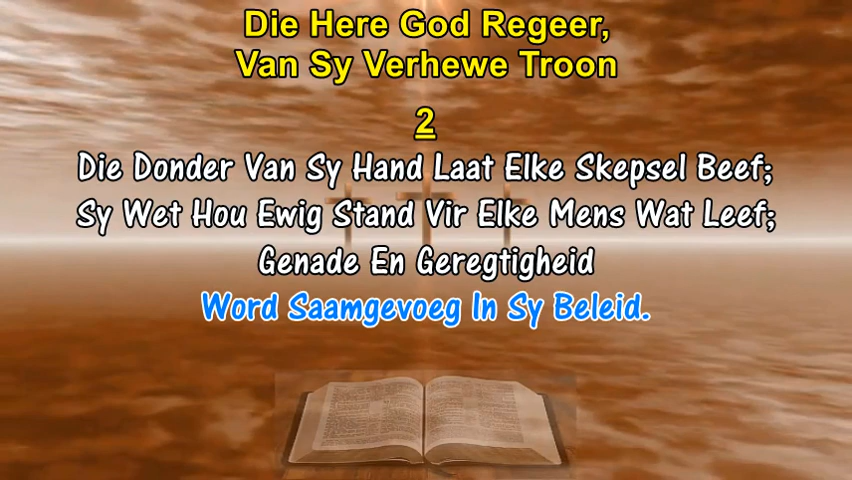 Die Here God Regeer,
Van Sy Verhewe Troon
2
Die Donder Van Sy Hand Laat Elke Skepsel Beef;
Sy Wet Hou Ewig Stand Vir Elke Mens Wat Leef;
Genade En Geregtigheid
Word Saamgevoeg In Sy Beleid.